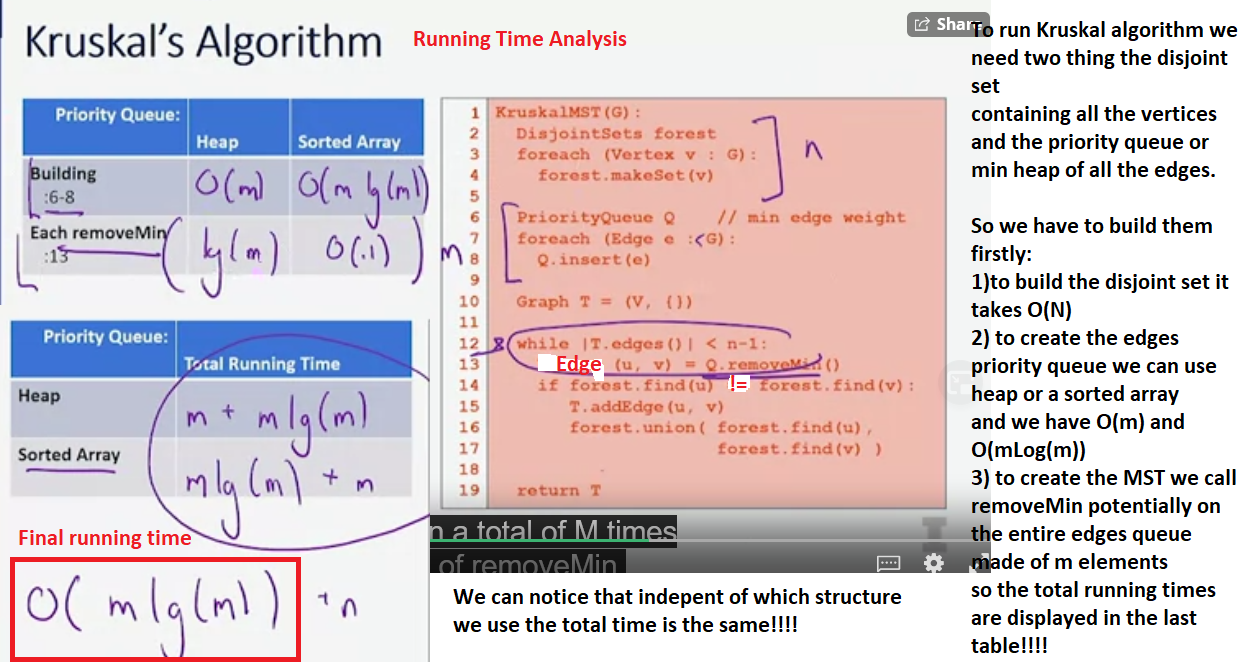 Kruskal's Algorithm
Running Time Analysis
Share
Priority Queue:
Heap
Sorted Array
Building
:6-8
O(m)
O(m lg(m))
Each removeMin
:13
lg(m)
O(1)
m
Priority Queue:
Total Running Time
Heap
m + m lg(m)
Sorted Array
m lg(m) + m
Final running time
O( m lg(m) ) + n
1 KruskalMST(G):
2 DisjointSets forest
3 foreach (Vertex v : G):
4 forest.makeSet(v)
5
n
6 PriorityQueue Q // min edge weight
7 foreach (Edge e : G):
8 Q.insert(e)
9
10 Graph T = (V, {})
11
12 while |T.edges()| < n-1:
13 Edge (u, v) = Q.removeMin()
14 if forest.find(u) != forest.find(v):
15 T.addEdge(u, v)
16 forest.union( forest.find(u),
17 forest.find(v) )
18
19 return T
n a total of M times
of removeMin
We can notice that indepent of which structure
we use the total time is the same!!!!
To run Kruskal algorithm we
need two thing the disjoint
set
containing all the vertices
and the priority queue or
min heap of all the edges.
So we have to build them
firstly:
1)to build the disjoint set it
takes O(N)
2) to create the edges
priority queue we can use
heap or a sorted array
and we have O(m) and
O(mLog(m))
3) to create the MST we call
removeMin potentially on
the entire edges queue
made of m elements
so the total running times
are displayed in the last
table!!!!